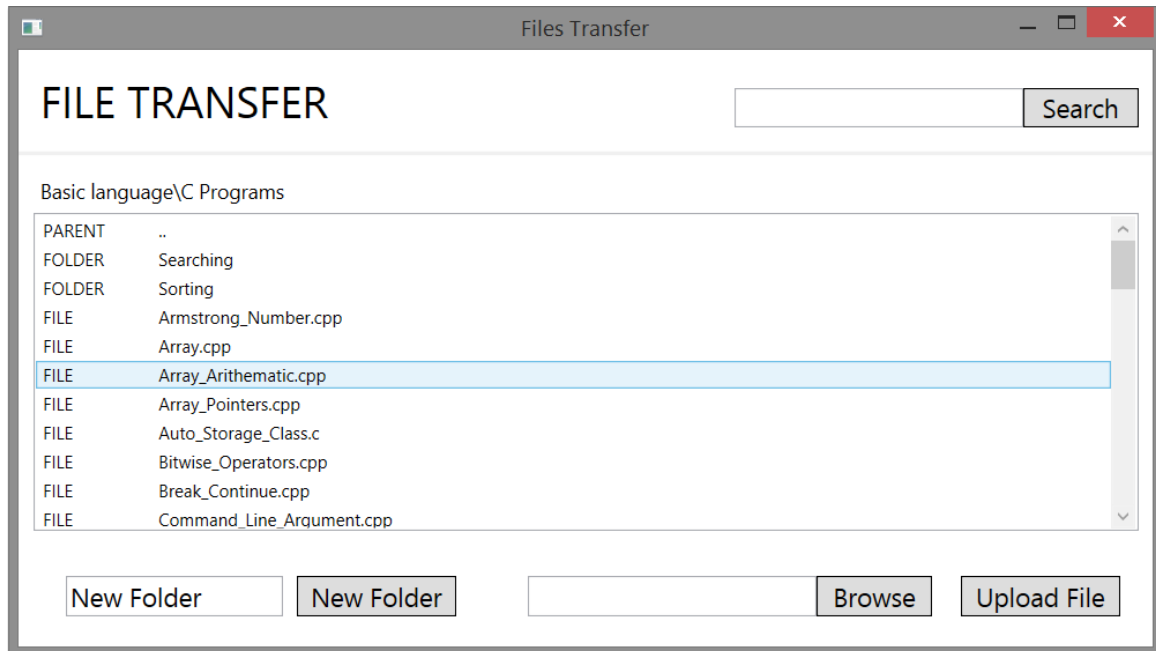 Files Transfer
FILE TRANSFER
Search
Basic language\C Programs
PARENT ..
FOLDER Searching
FOLDER Sorting
FILE Armstrong_Number.cpp
FILE Array.cpp
FILE Array_Arithematic.cpp
FILE Array_Pointers.cpp
FILE Auto_Storage_Class.c
FILE Bitwise_Operators.cpp
FILE Break_Continue.cpp
FILE Command_Line_Argument.cpp
New Folder New Folder Browse Upload File